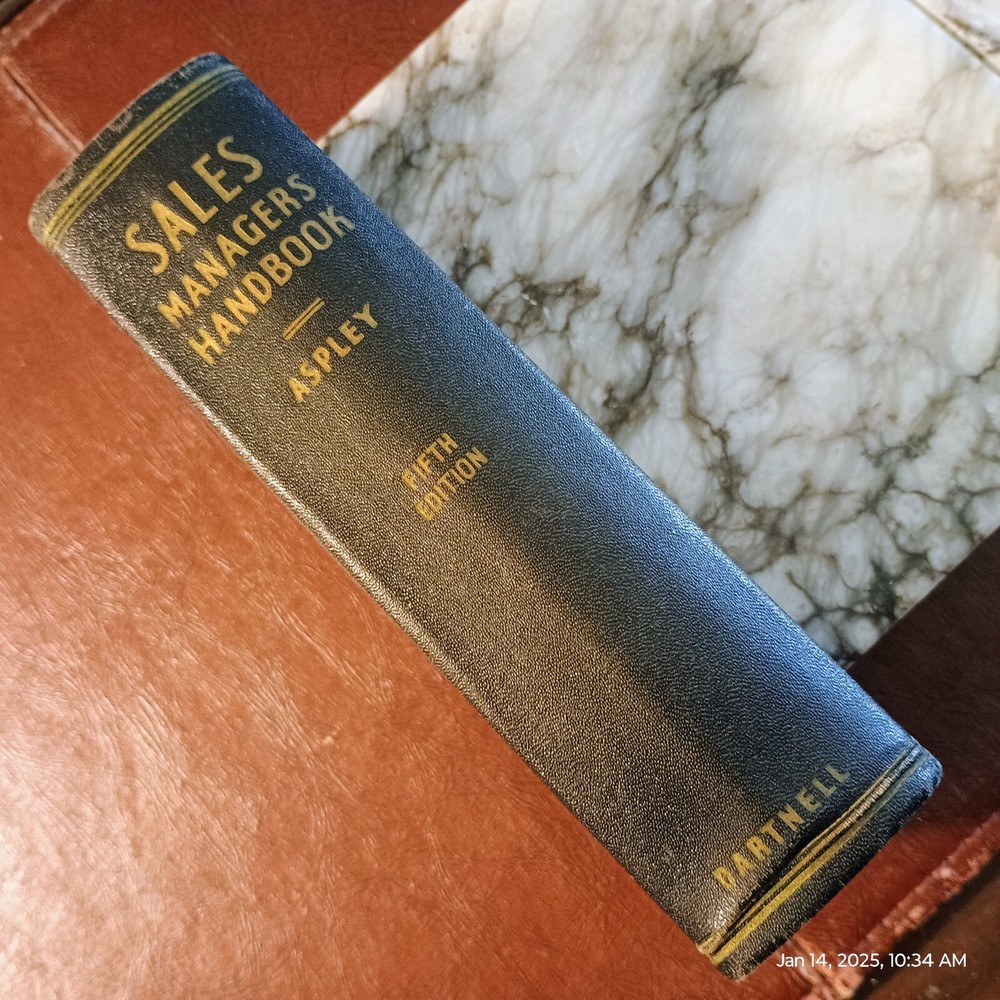 SALES
MANAGERS
HANDBOOK
ASPLEY
FIFTH
EDITION
DARTNELL
Jan 14, 2025, 10:34 AM